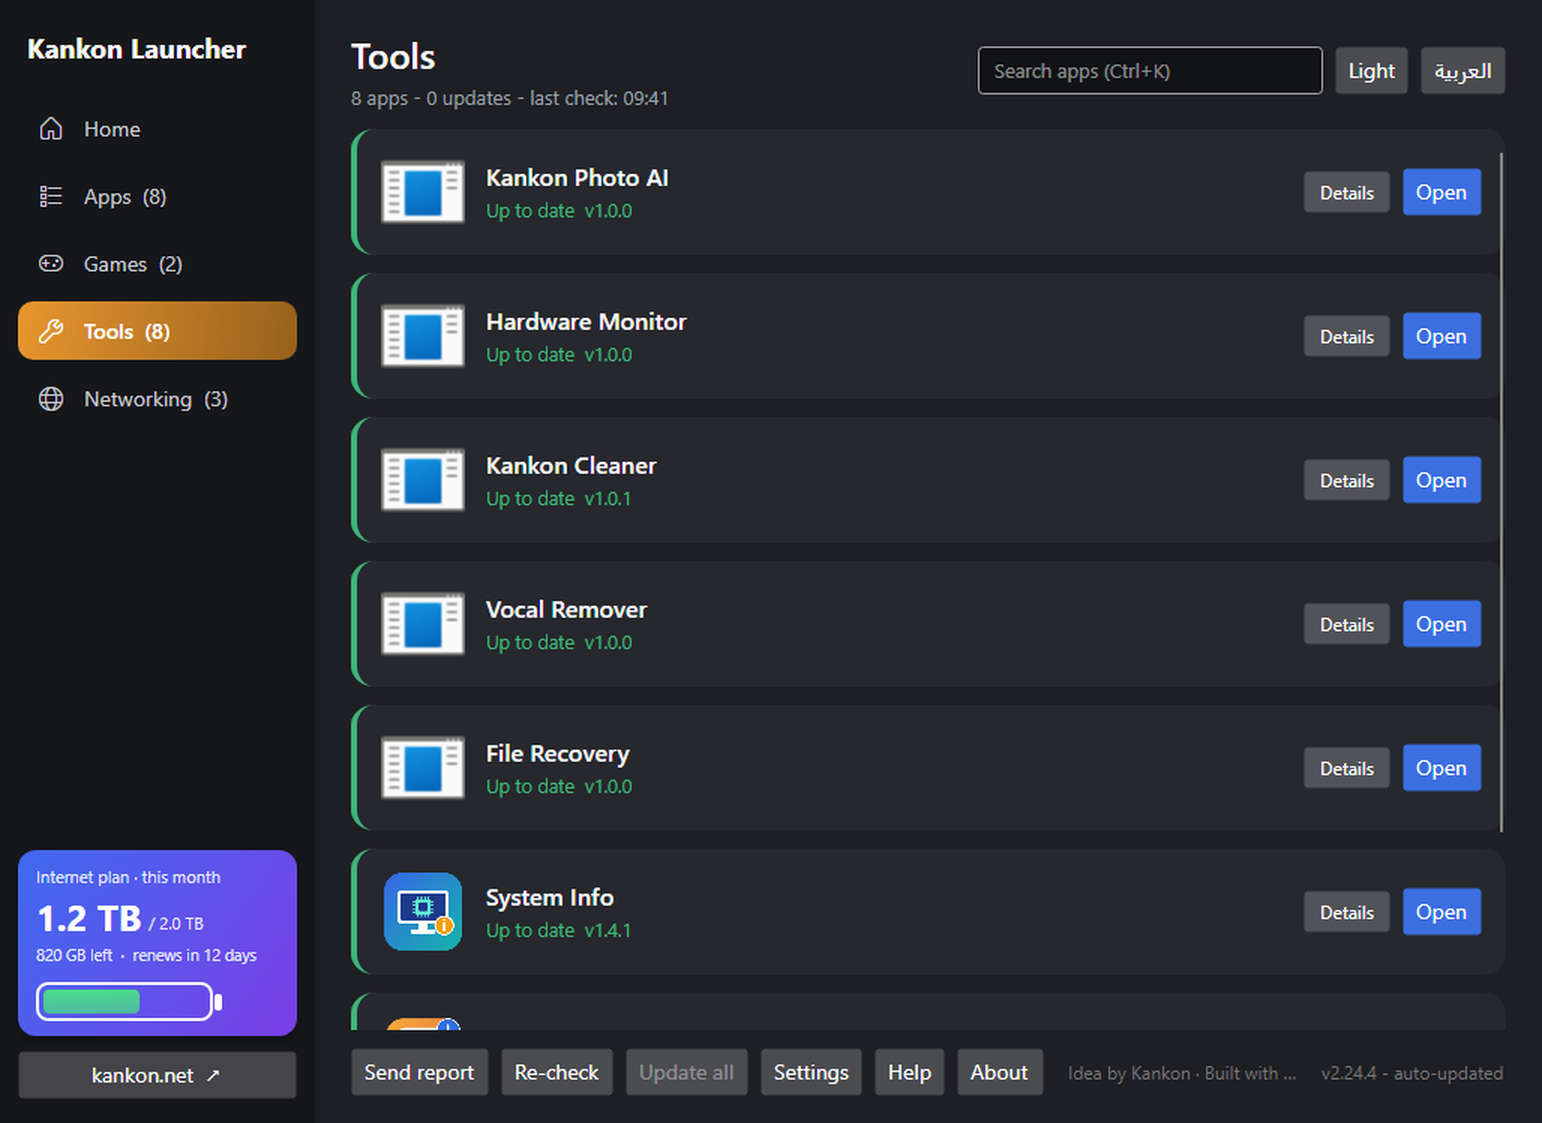 Kankon Launcher
Home
Apps (8)
Games (2)
Tools (8)
Networking (3)
Internet plan · this month
1.2 TB / 2.0 TB
820 GB left · renews in 12 days
kankon.net ↗
Tools
8 apps - 0 updates - last check: 09:41
Search apps (Ctrl+K)
Light
العربية
Kankon Photo AI
Up to date v1.0.0
Details
Open
Hardware Monitor
Up to date v1.0.0
Details
Open
Kankon Cleaner
Up to date v1.0.1
Details
Open
Vocal Remover
Up to date v1.0.0
Details
Open
File Recovery
Up to date v1.0.0
Details
Open
System Info
Up to date v1.4.1
Details
Open
Send report
Re-check
Update all
Settings
Help
About
Idea by Kankon · Built with ...
v2.24.4 - auto-updated